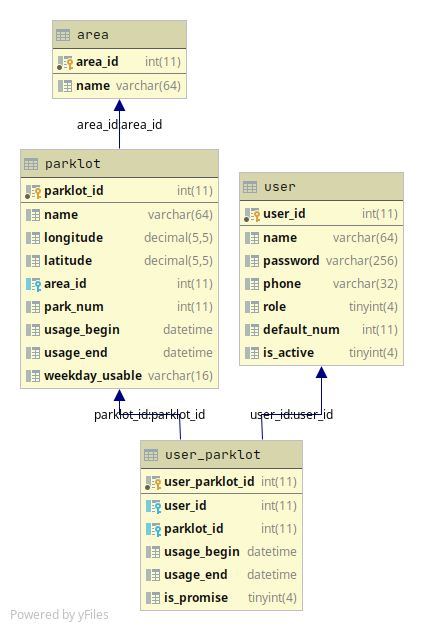 area
area_id int(11)
name varchar(64)
area_id:area_id
parklot
parklot_id int(11)
name varchar(64)
longitude decimal(5,5)
latitude decimal(5,5)
area_id int(11)
park_num int(11)
usage_begin datetime
usage_end datetime
weekday_usable varchar(16)
user
user_id int(11)
name varchar(64)
password varchar(256)
phone varchar(32)
role tinyint(4)
default_num int(11)
is_active tinyint(4)
parklot_id:parklot_id
user_id:user_id
user_parklot
user_parklot_id int(11)
user_id int(11)
parklot_id int(11)
usage_begin datetime
usage_end datetime
is_promise tinyint(4)
Powered by yFiles